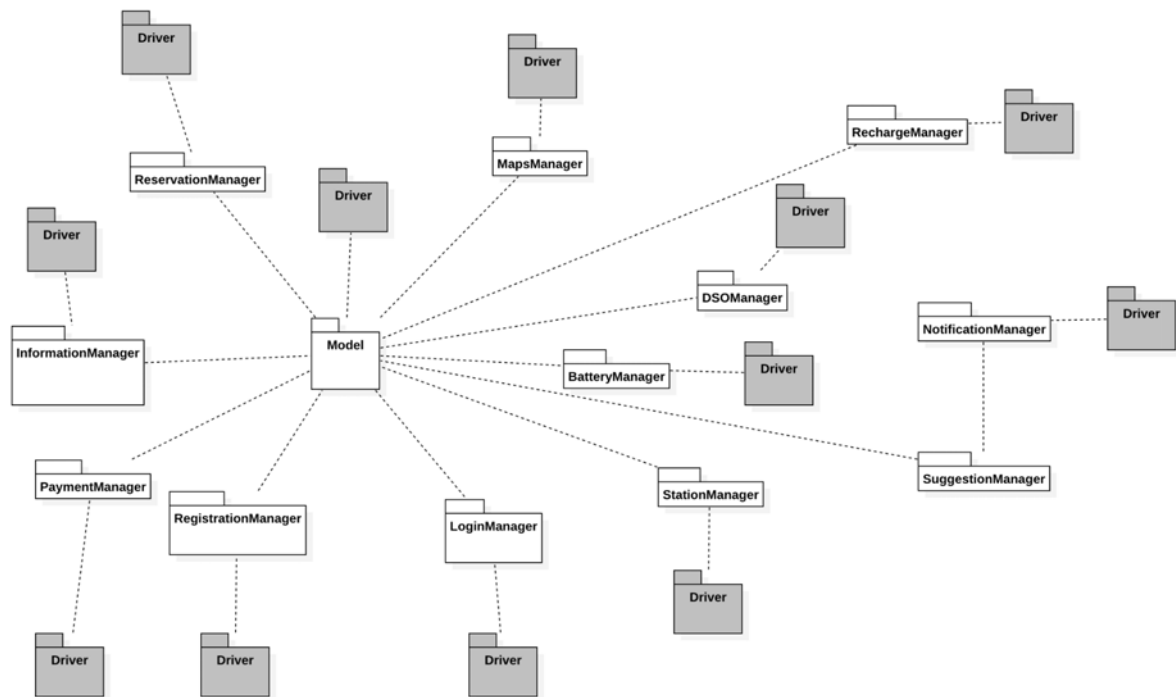 Driver
Driver
Driver
RechargeManager
MapsManager
ReservationManager
Driver
Driver
Driver
DSOManager
Driver
NotificationManager
Model
InformationManager
BatteryManager
Driver
SuggestionManager
PaymentManager
StationManager
RegistrationManager
LoginManager
Driver
Driver
Driver
Driver